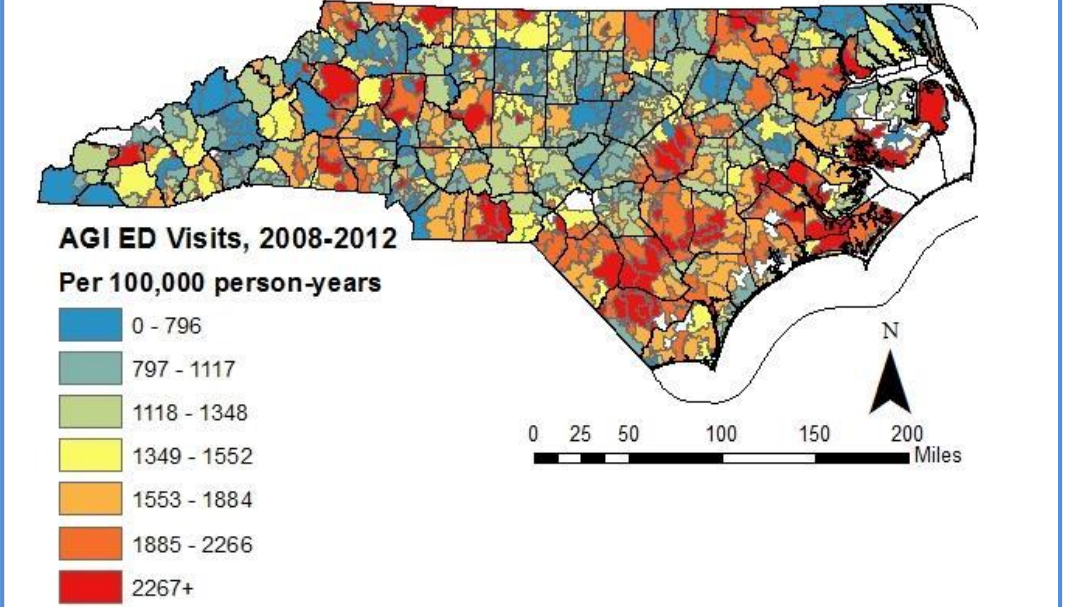 AGI ED Visits, 2008-2012
Per 100,000 person-years
0 - 796
797 - 1117
1118 - 1348
1349 - 1552
1553 - 1884
1885 - 2266
2267+
N
0 25 50 100 150 200
Miles